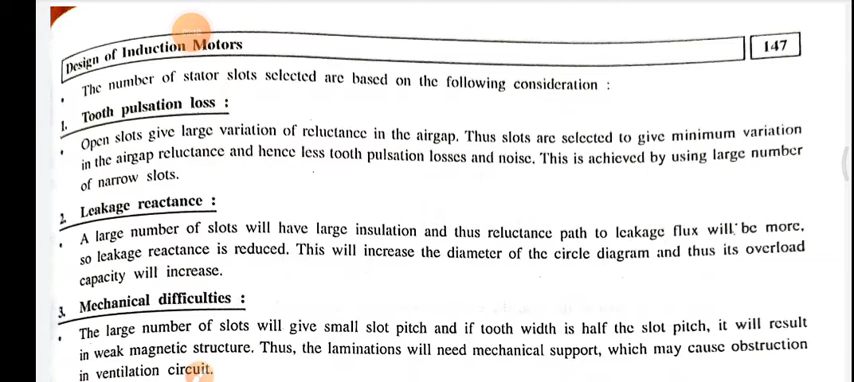 Design of Induction Motors
147
• The number of stator slots selected are based on the following consideration :
1. Tooth pulsation loss :
• Open slots give large variation of reluctance in the airgap. Thus slots are selected to give minimum variation
in the airgap reluctance and hence less tooth pulsation losses and noise. This is achieved by using large number
of narrow slots.
2. Leakage reactance :
• A large number of slots will have large insulation and thus reluctance path to leakage flux will be more,
so leakage reactance is reduced. This will increase the diameter of the circle diagram and thus its overload
capacity will increase.
3. Mechanical difficulties :
• The large number of slots will give small slot pitch and if tooth width is half the slot pitch, it will result
in weak magnetic structure. Thus, the laminations will need mechanical support, which may cause obstruction
in ventilation circuit.